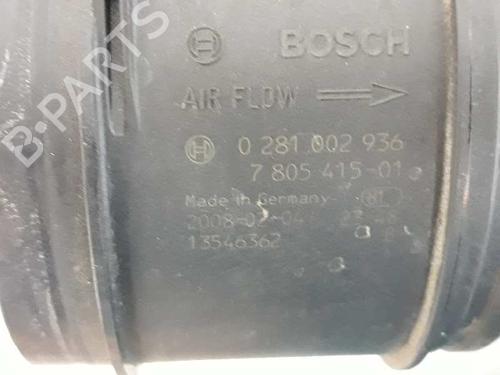 BOSCH
AIR FLOW
0 281 002 936
7 805 415-01
Made in Germany
2008-02-04
13546362
B-PARTS